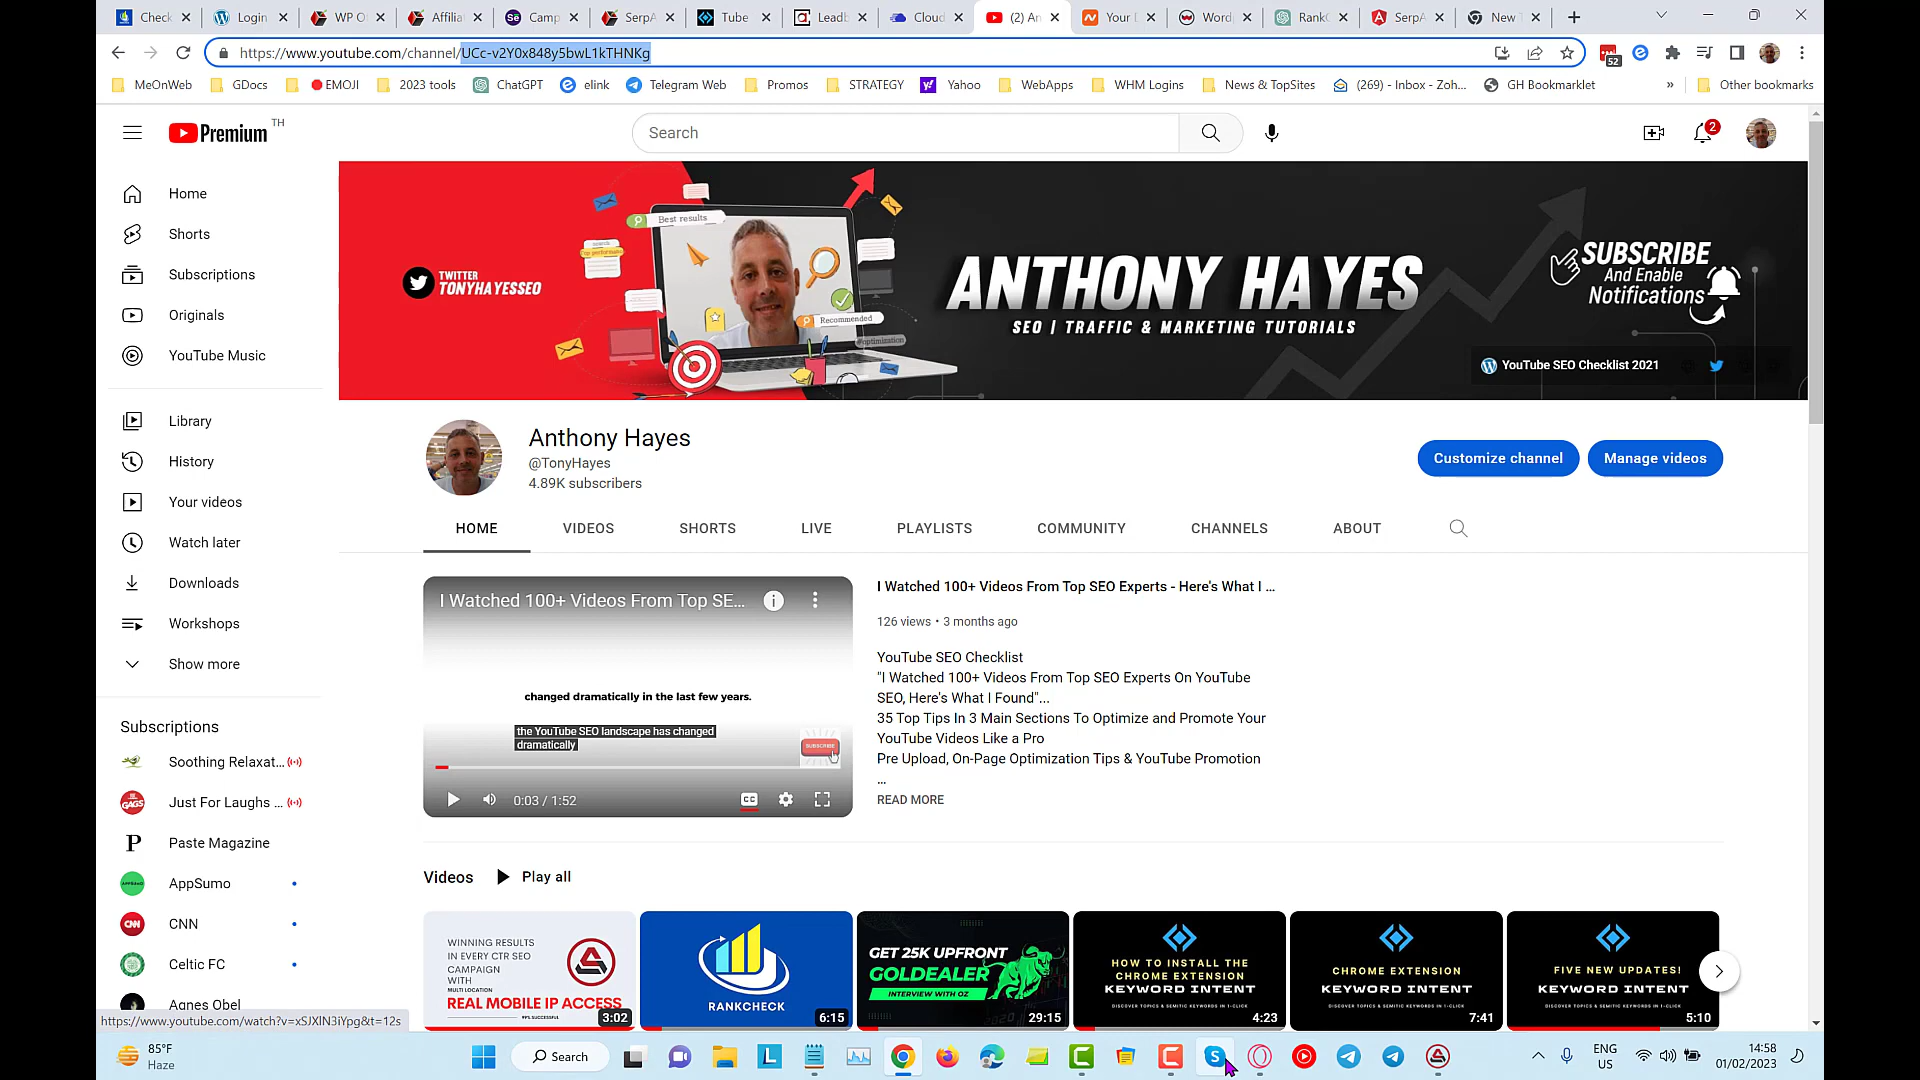 Check
Login
WP O
Affilia
Camp
SerpA
Tube
Leadb
Cloud
(2) An
Your I
Wordp
RankC
SerpA
New T
https://www.youtube.com/channel/UCc-v2Y0x848y5bwL1kTHNKg
52
MeOnWeb
GDocs
EMOJI
2023 tools
ChatGPT
elink
Telegram Web
Promos
STRATEGY
Yahoo
WebApps
WHM Logins
News & TopSites
(269) - Inbox - Zoh...
GH Bookmarklet
»
Other bookmarks
Premium TH
Search
2
Home
Shorts
Subscriptions
Originals
YouTube Music
Library
History
Your videos
Watch later
Downloads
Workshops
Show more
Subscriptions
Soothing Relaxat...
Just For Laughs ...
Paste Magazine
AppSumo
CNN
Celtic FC
Agnes Obel
https://www.youtube.com/watch?v=xSJXlN3iYpg&t=12s
TWITTER
TONYHAYESSEO
Best results
Recommended
#optimization
ANTHONY HAYES
SEO | TRAFFIC & MARKETING TUTORIALS
SUBSCRIBE
And Enable
Notifications
YouTube SEO Checklist 2021
Anthony Hayes
@TonyHayes
4.89K subscribers
Customize channel
Manage videos
HOME
VIDEOS
SHORTS
LIVE
PLAYLISTS
COMMUNITY
CHANNELS
ABOUT
I Watched 100+ Videos From Top SE...
changed dramatically in the last few years.
the YouTube SEO landscape has changed
dramatically
SUBSCRIBE
0:03 / 1:52
CC
I Watched 100+ Videos From Top SEO Experts - Here's What I ...
126 views • 3 months ago
YouTube SEO Checklist
"I Watched 100+ Videos From Top SEO Experts On YouTube
SEO, Here's What I Found"...
35 Top Tips In 3 Main Sections To Optimize and Promote Your
YouTube Videos Like a Pro
Pre Upload, On-Page Optimization Tips & YouTube Promotion
...
READ MORE
Videos
Play all
WINNING RESULTS
IN EVERY CTR SEO
CAMPAIGN
WITH
MULTI LOCATION
REAL MOBILE IP ACCESS
3:02
RANKCHECK
6:15
GET 25K UPFRONT
GOLDEALER
INTERVIEW WITH OZ
29:15
HOW TO INSTALL THE
CHROME EXTENSION
KEYWORD INTENT
DISCOVER TOPICS & SEMITIC KEYWORDS IN 1-CLICK
4:23
CHROME EXTENSION
KEYWORD INTENT
DISCOVER TOPICS & SEMITIC KEYWORDS IN 1-CLICK
7:41
FIVE NEW UPDATES!
KEYWORD INTENT
DISCOVER TOPICS & SEMITIC KEYWORDS IN 1-CLICK
5:10
85°F
Haze
Search
ENG
US
14:58
01/02/2023